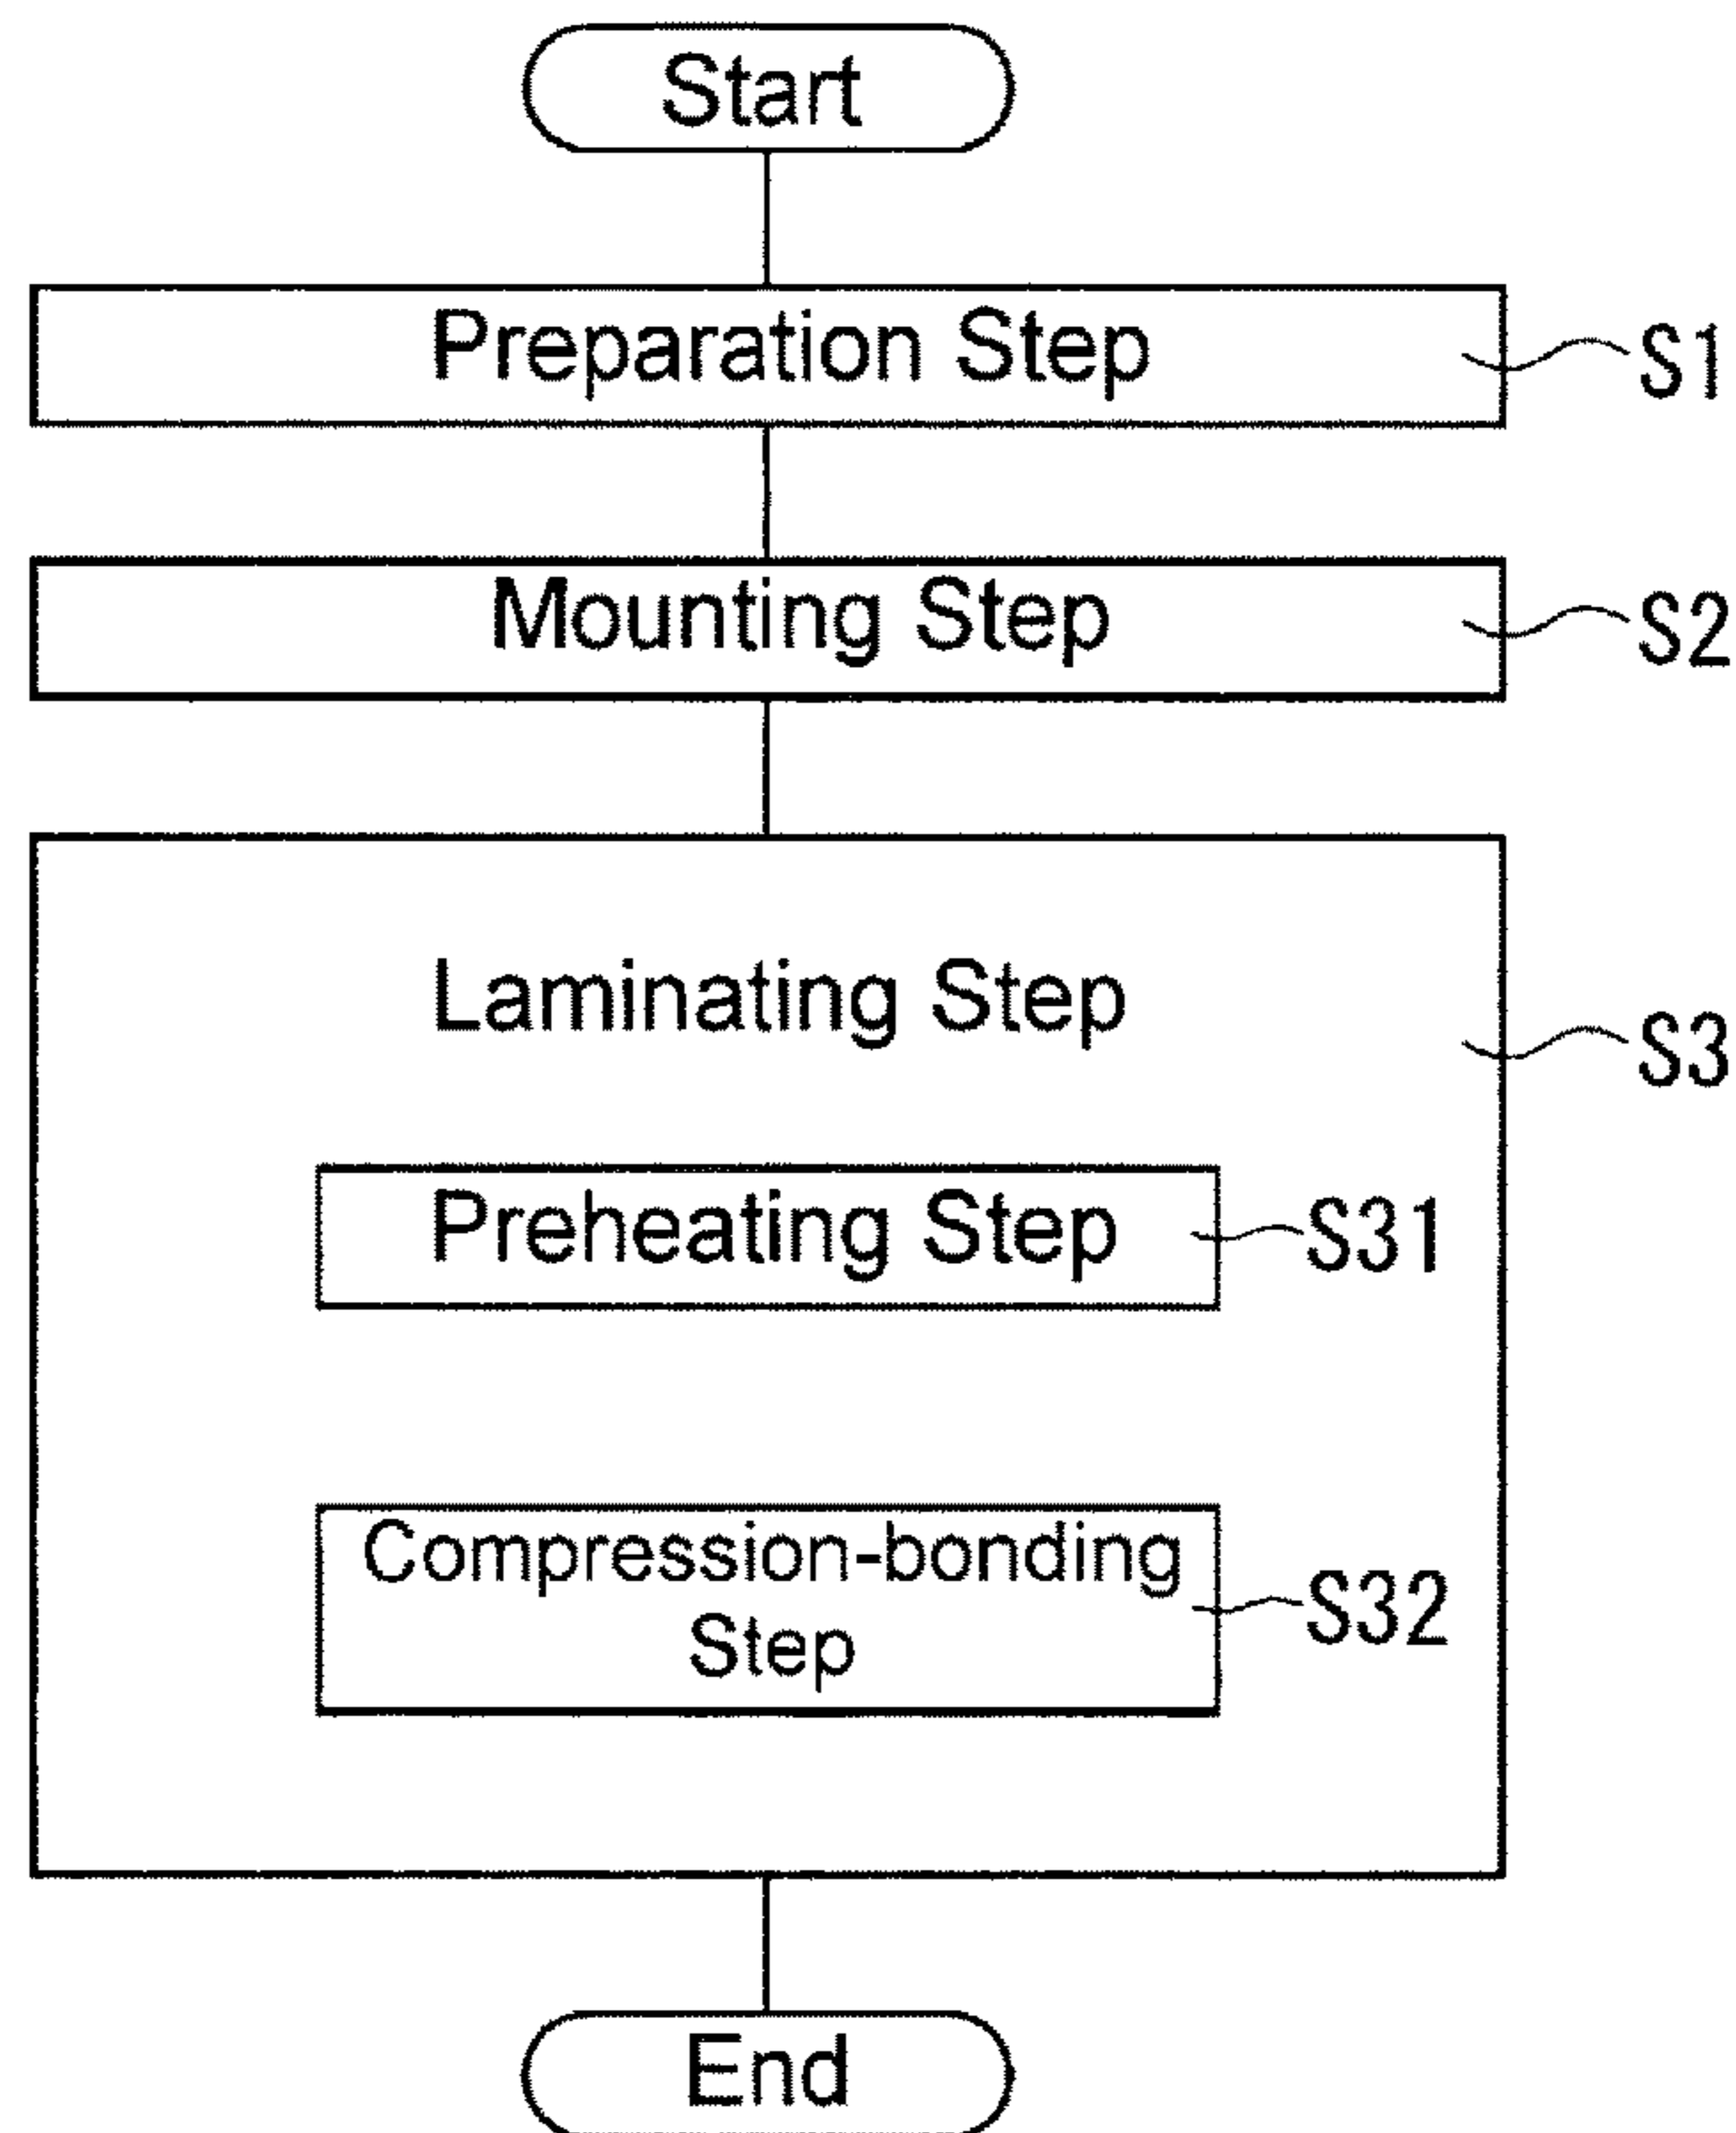 Start
Preparation Step S1
Mounting Step S2
Laminating Step
S3
Preheating Step S31
Compression-bonding
Step
S32
End